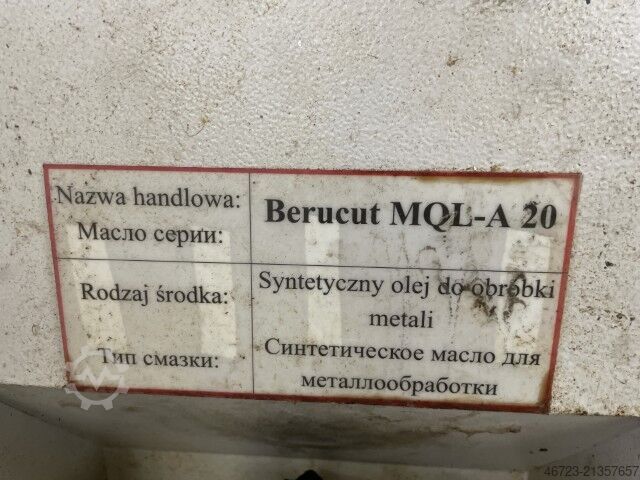 Nazwa handlowa:
Масло серии:
Berucut MQL-A 20
Rodzaj środka:
Тип смазки:
Syntetyczny olej do obróbki
metali
Синтетическое масло для
металлообработки
46723-21357657